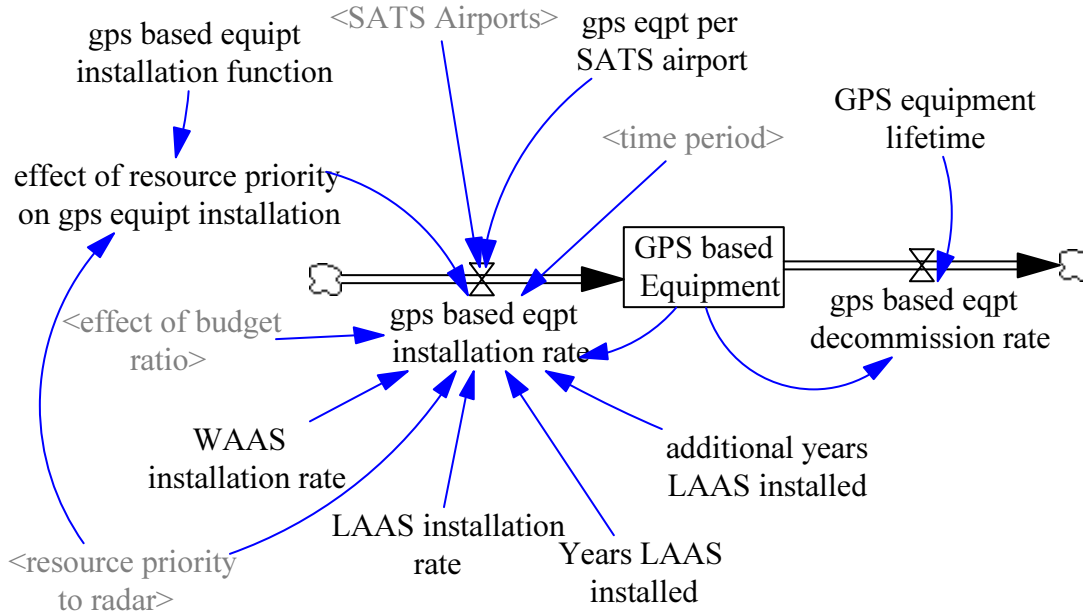 <SATS Airports>
gps eqpt per
SATS airport
gps based equipt
installation function
GPS equipment
lifetime
<time period>
effect of resource priority
on gps equipt installation
GPS based
Equipment
gps based eqpt
installation rate
gps based eqpt
decommission rate
<effect of budget
ratio>
WAAS
installation rate
additional years
LAAS installed
LAAS installation
rate
Years LAAS
installed
<resource priority
to radar>